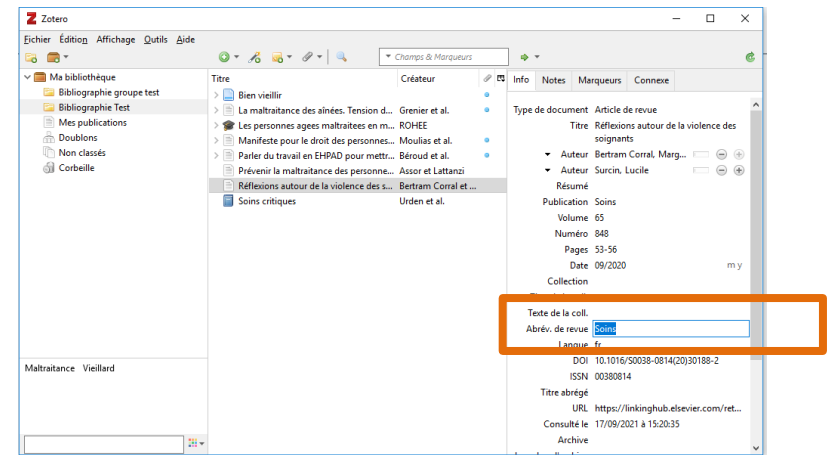 Zotero
Fichier Édition Affichage Outils Aide
Champs & Marqueurs
Ma bibliothèque
Bibliographie groupe test
Bibliographie Test
Mes publications
Doublons
Non classés
Corbeille
Maltraitance Vieillard
Titre Créateur
Bien vieillir
La maltraitance des aînées. Tension d... Grenier et al.
Les personnes agees maltraitees en m... ROHEE
Manifeste pour le droit des personnes... Moulias et al.
Parler du travail en EHPAD pour mettr... Béroud et al.
Prévenir la maltraitance des personne... Assor et Lattanzi
Réflexions autour de la violence des s... Bertram Corral et ...
Soins critiques Urden et al.
Info Notes Marqueurs Connexe
Type de document Article de revue
Titre Réflexions autour de la violence des
soignants
Auteur Bertram Corral, Marg...
Auteur Surcin, Lucile
Résumé
Publication Soins
Volume 65
Numéro 848
Pages 53-56
Date 09/2020 m y
Collection
Texte de la coll.
Abrév. de revue Soins
Langue fr
DOI 10.1016/S0038-0814(20)30188-2
ISSN 00380814
Titre abrégé
URL https://linkinghub.elsevier.com/ret...
Consulté le 17/09/2021 à 15:20:35
Archive